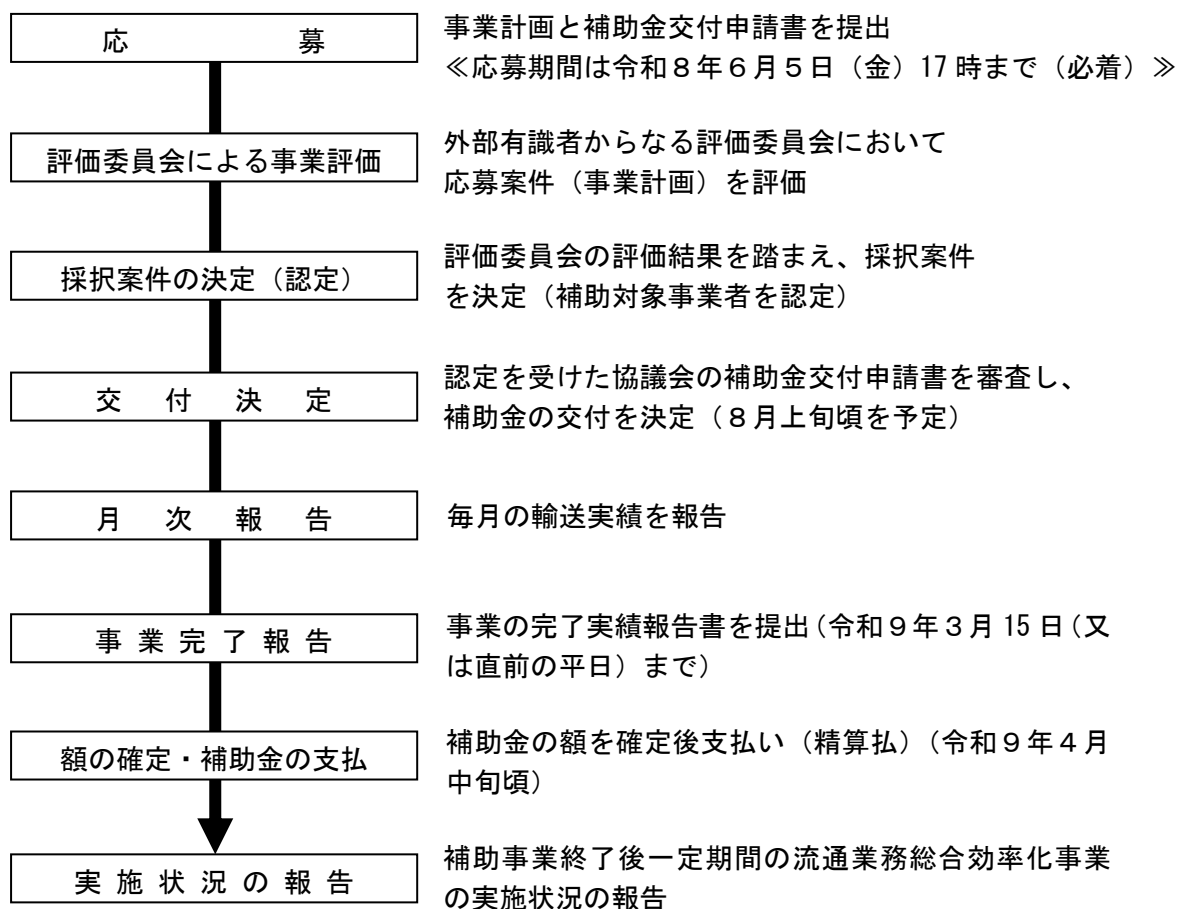 応募
事業計画と補助金交付申請書を提出
≪応募期間は令和８年６月５日（金）17時まで（必着）≫
評価委員会による事業評価
外部有識者からなる評価委員会において
応募案件（事業計画）を評価
採択案件の決定（認定）
評価委員会の評価結果を踏まえ、採択案件
を決定（補助対象事業者を認定）
交付決定
認定を受けた協議会の補助金交付申請書を審査し、
補助金の交付を決定（８月上旬頃を予定）
月次報告
毎月の輸送実績を報告
事業完了報告
事業の完了実績報告書を提出（令和９年３月15日（又
は直前の平日）まで）
額の確定・補助金の支払
補助金の額を確定後支払い（精算払）（令和９年４月
中旬頃）
実施状況の報告
補助事業終了後一定期間の流通業務総合効率化事業
の実施状況の報告